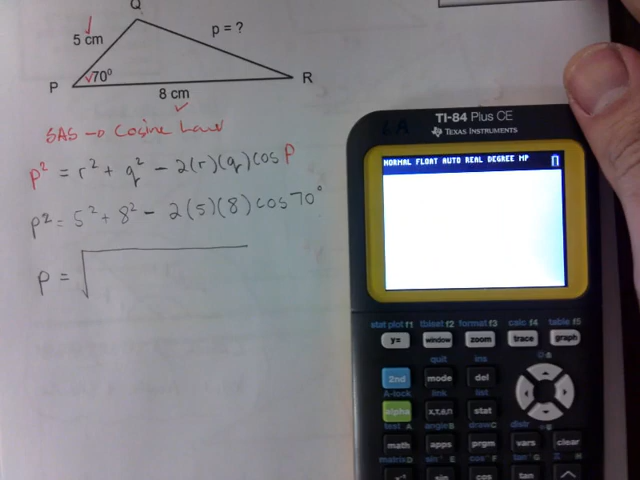 Q
5 cm
p = ?
P
70°
R
8 cm
SAS → Cosine Law
p² = r² + q² - 2(r)(q)cos P
p² = 5² + 8² - 2(5)(8)cos 70°
p = √
TI-84 Plus CE
TEXAS INSTRUMENTS
NORMAL FLOAT AUTO REAL DEGREE MP
stat plot f1 tblset f2 format f3 calc f4 table f5
y= window zoom trace graph
quit ins
2nd mode del
A-lock link list
alpha X,T,θ,n stat
test A angle B draw C distr
math apps prgm vars clear
matrix D sin⁻¹ E cos⁻¹ F tan⁻¹ G π H
x⁻¹ sin cos tan ^